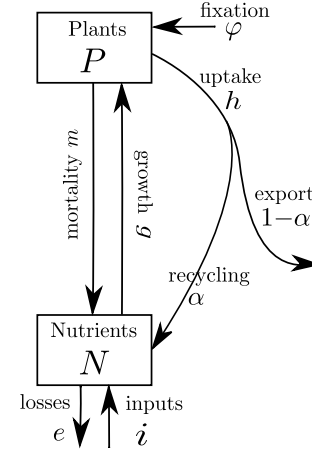 fixation
φ
Plants
P
uptake
h
mortality m
growth g
export
1−α
recycling
α
Nutrients
N
losses
e
inputs
i